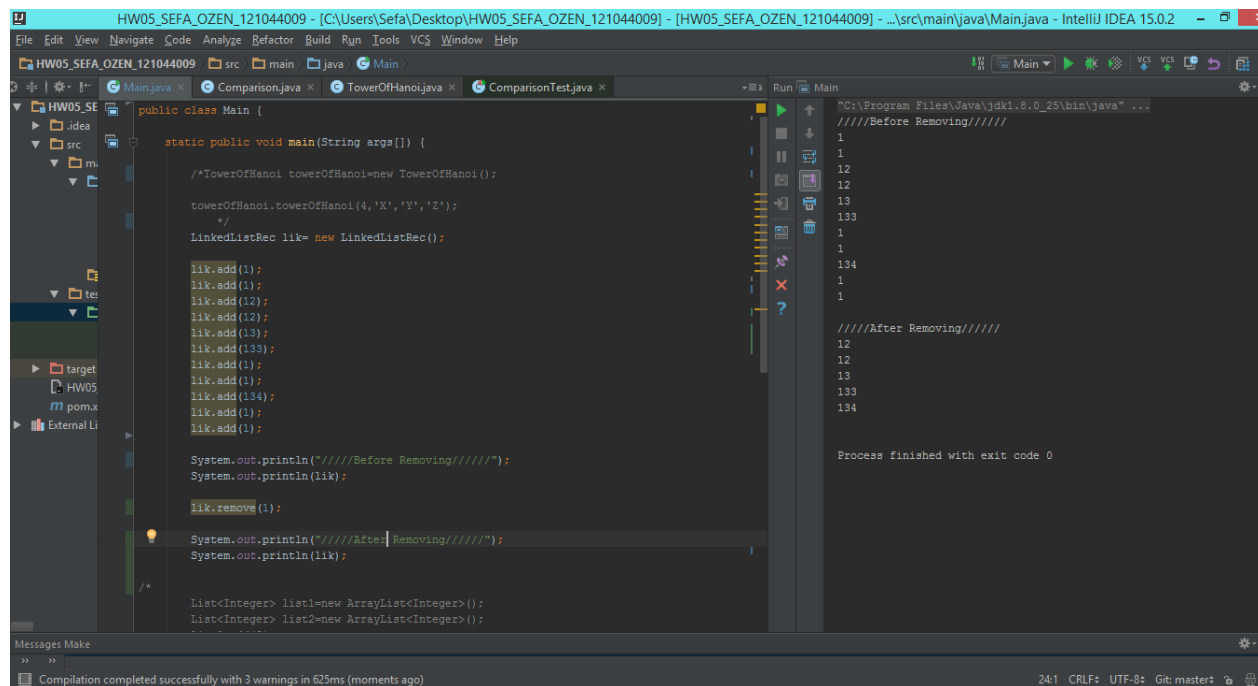 HW05_SEFA_OZEN_121044009 - [C:\Users\Sefa\Desktop\HW05_SEFA_OZEN_121044009] - [HW05_SEFA_OZEN_121044009] - ...\src\main\java\Main.java - IntelliJ IDEA 15.0.2
File Edit View Navigate Code Analyze Refactor Build Run Tools VCS Window Help
HW05_SEFA_OZEN_121044009 src main java Main
Main
Main.java Comparison.java TowerOfHanoi.java ComparisonTest.java
Run Main
HW05_SE
.idea
src
ma
tes
target
HW05
pom.x
External Li
public class Main {
static public void main(String args[]) {
/*TowerOfHanoi towerOfHanoi=new TowerOfHanoi();
towerOfHanoi.towerOfHanoi(4,'X','Y','Z');
*/
LinkedListRec lik= new LinkedListRec();
lik.add(1);
lik.add(1);
lik.add(12);
lik.add(12);
lik.add(13);
lik.add(133);
lik.add(1);
lik.add(1);
lik.add(134);
lik.add(1);
lik.add(1);
System.out.println("/////Before Removing//////");
System.out.println(lik);
lik.remove(1);
System.out.println("/////After Removing//////");
System.out.println(lik);
/*
List<Integer> list1=new ArrayList<Integer>();
List<Integer> list2=new ArrayList<Integer>();
"C:\Program Files\Java\jdk1.8.0_25\bin\java" ...
/////Before Removing//////
1
1
12
12
13
133
1
1
134
1
1
/////After Removing//////
12
12
13
133
134
Process finished with exit code 0
Messages Make
Compilation completed successfully with 3 warnings in 625ms (moments ago)
24:1 CRLF UTF-8 Git: master